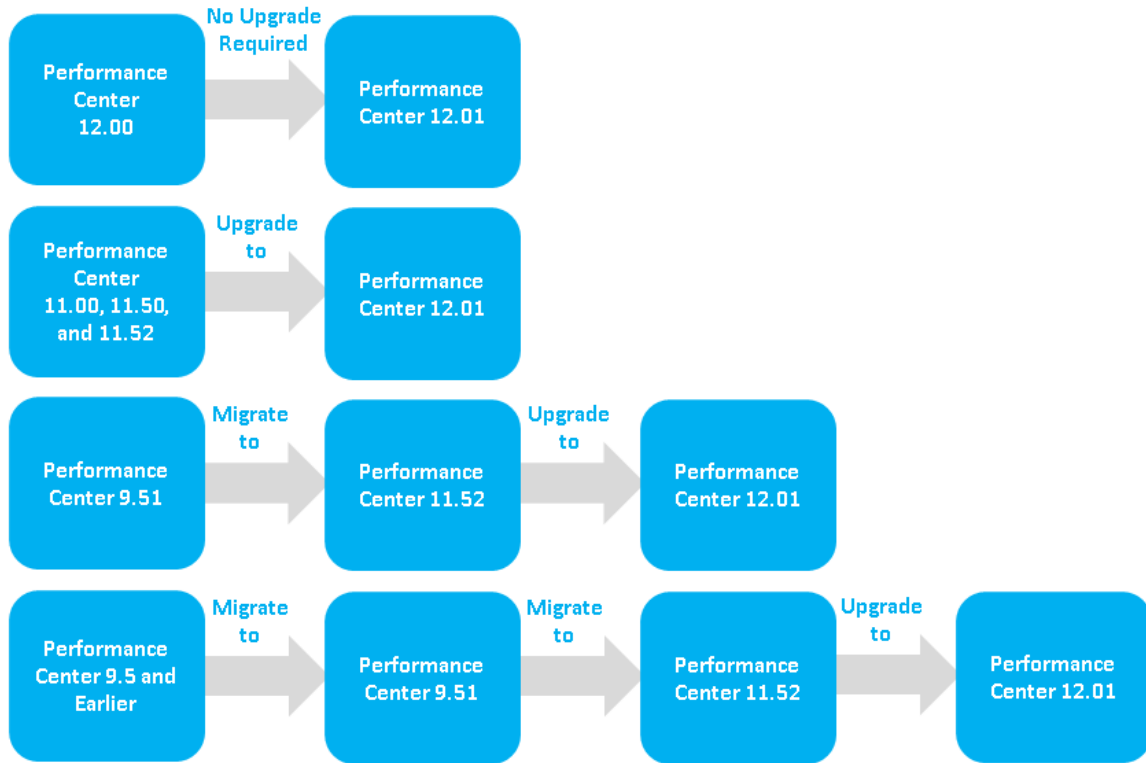 No Upgrade
Required
Performance
Center
12.00
Performance
Center 12.01
Upgrade
to
Performance
Center
11.00, 11.50,
and 11.52
Performance
Center 12.01
Migrate
to
Upgrade
to
Performance
Center 9.51
Performance
Center 11.52
Performance
Center 12.01
Migrate
to
Migrate
to
Upgrade
to
Performance
Center 9.5 and
Earlier
Performance
Center 9.51
Performance
Center 11.52
Performance
Center 12.01